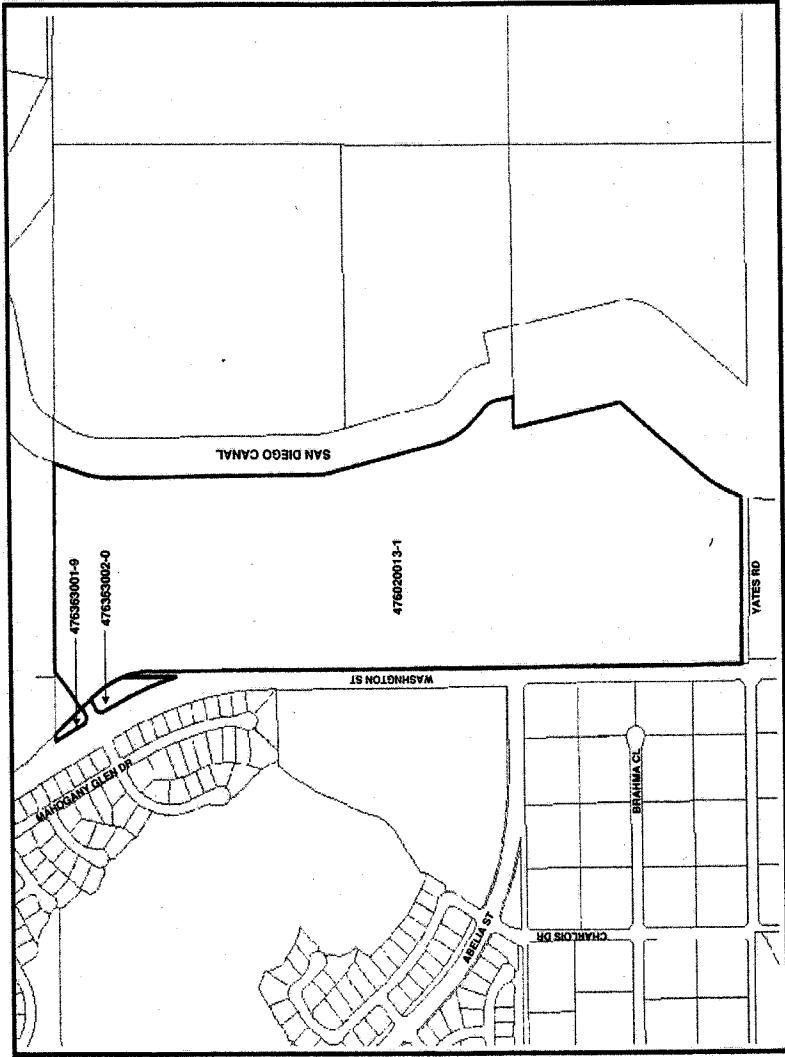 SAN DIEGO CANAL
476363001-9
476363002-0
476020013-1
YATES RD
WASHNGTON ST
MAHOGANY GLEN DR
BRAHMA CL
ABELIA ST
CHARLOIS DR